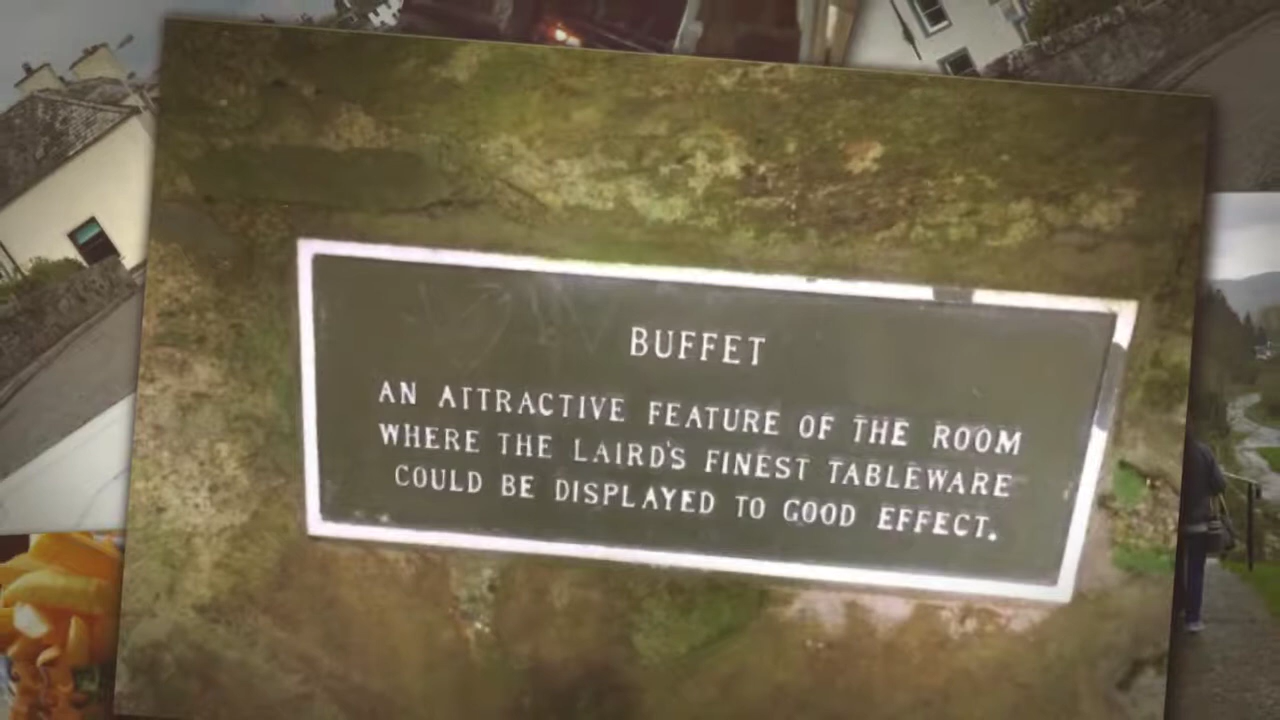 BUFFET
AN ATTRACTIVE FEATURE OF THE ROOM
WHERE THE LAIRD'S FINEST TABLEWARE
COULD BE DISPLAYED TO GOOD EFFECT.